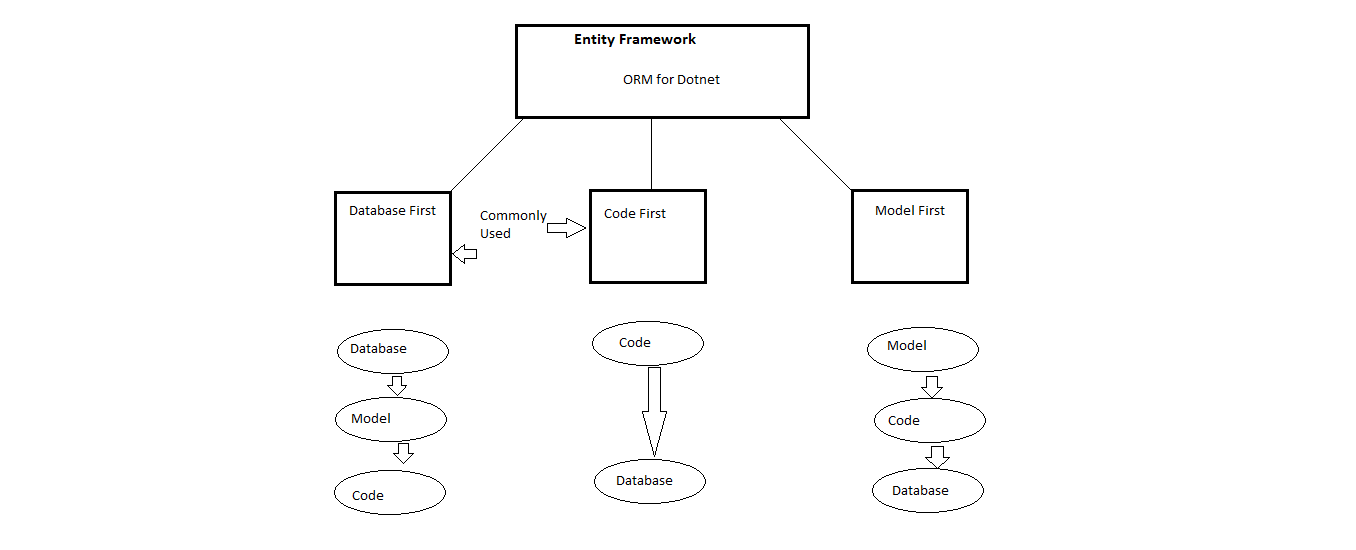 Entity Framework
ORM for Dotnet
Database First
Commonly
Used
Code First
Model First
Database
Model
Code
Code
Database
Model
Code
Database